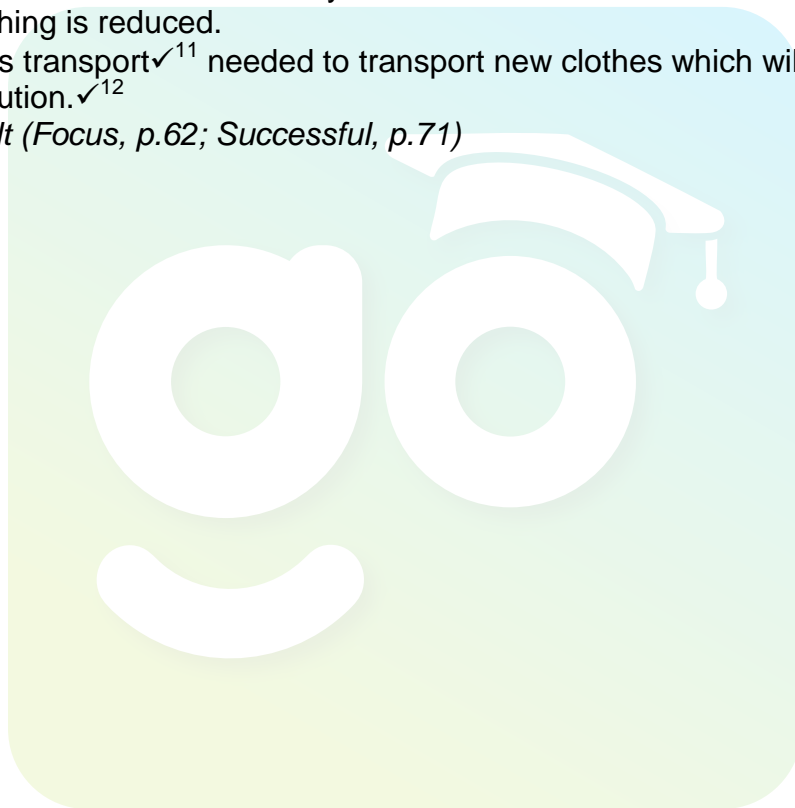 hing is reduced.
s transport✓¹¹ needed to transport new clothes which wil
ution.✓¹²
lt (Focus, p.62; Successful, p.71)
go